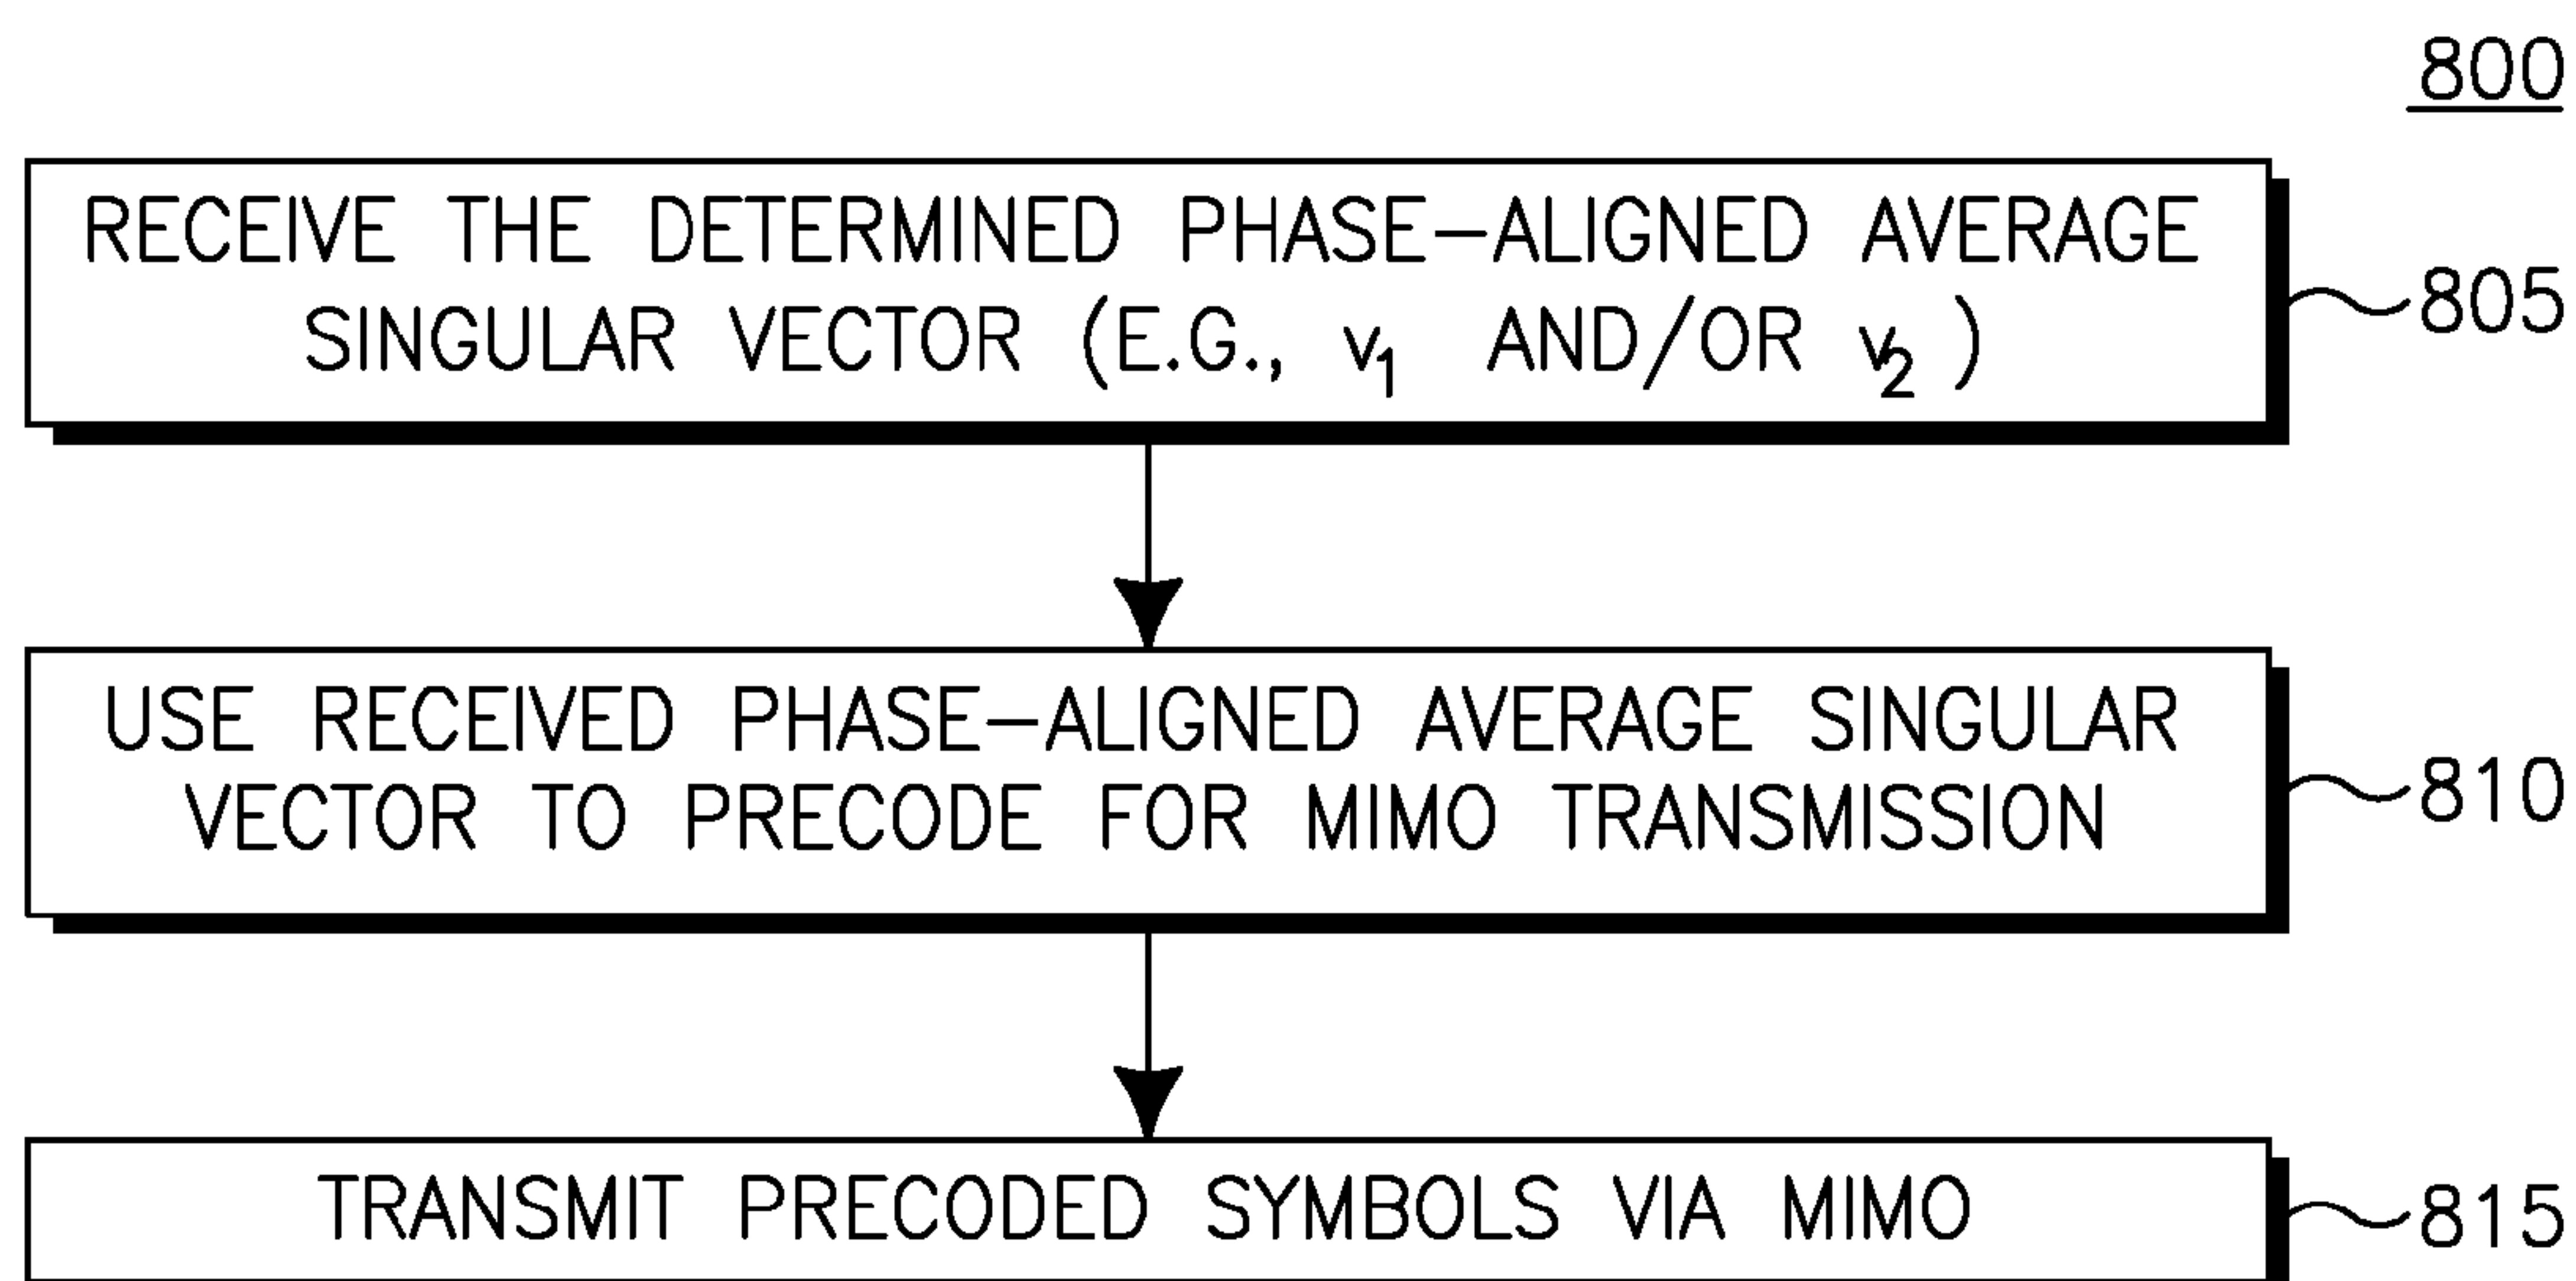 800
RECEIVE THE DETERMINED PHASE-ALIGNED AVERAGE
SINGULAR VECTOR (E.G., v₁ AND/OR v₂ )
805
USE RECEIVED PHASE-ALIGNED AVERAGE SINGULAR
VECTOR TO PRECODE FOR MIMO TRANSMISSION
810
TRANSMIT PRECODED SYMBOLS VIA MIMO
815